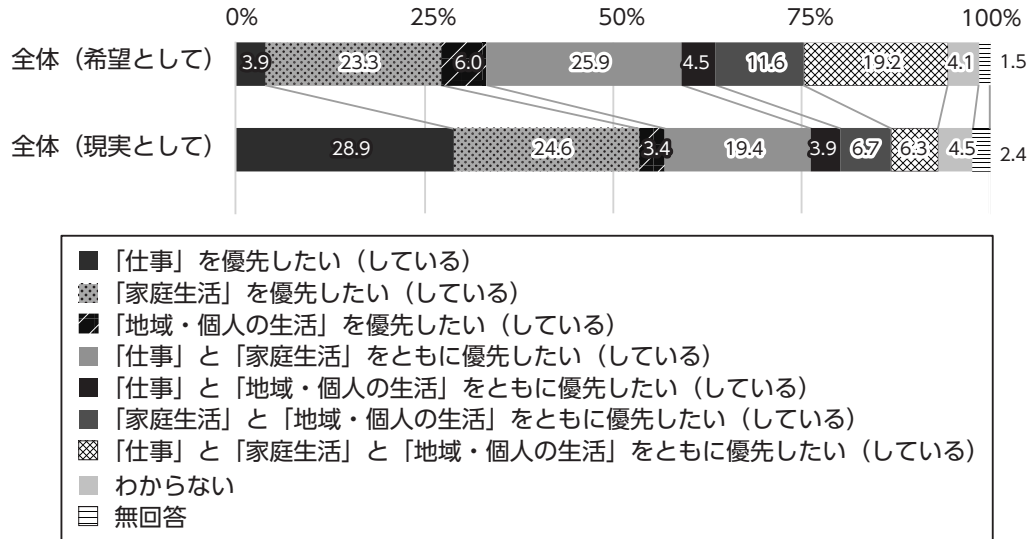 0% 25% 50% 75% 100%
全体（希望として） 3.9 23.3 6.0 25.9 4.5 11.6 19.2 4.1 1.5
全体（現実として） 28.9 24.6 3.4 19.4 3.9 6.7 6.3 4.5 2.4
「仕事」を優先したい（している）
「家庭生活」を優先したい（している）
「地域・個人の生活」を優先したい（している）
「仕事」と「家庭生活」をともに優先したい（している）
「仕事」と「地域・個人の生活」をともに優先したい（している）
「家庭生活」と「地域・個人の生活」をともに優先したい（している）
「仕事」と「家庭生活」と「地域・個人の生活」をともに優先したい（している）
わからない
無回答